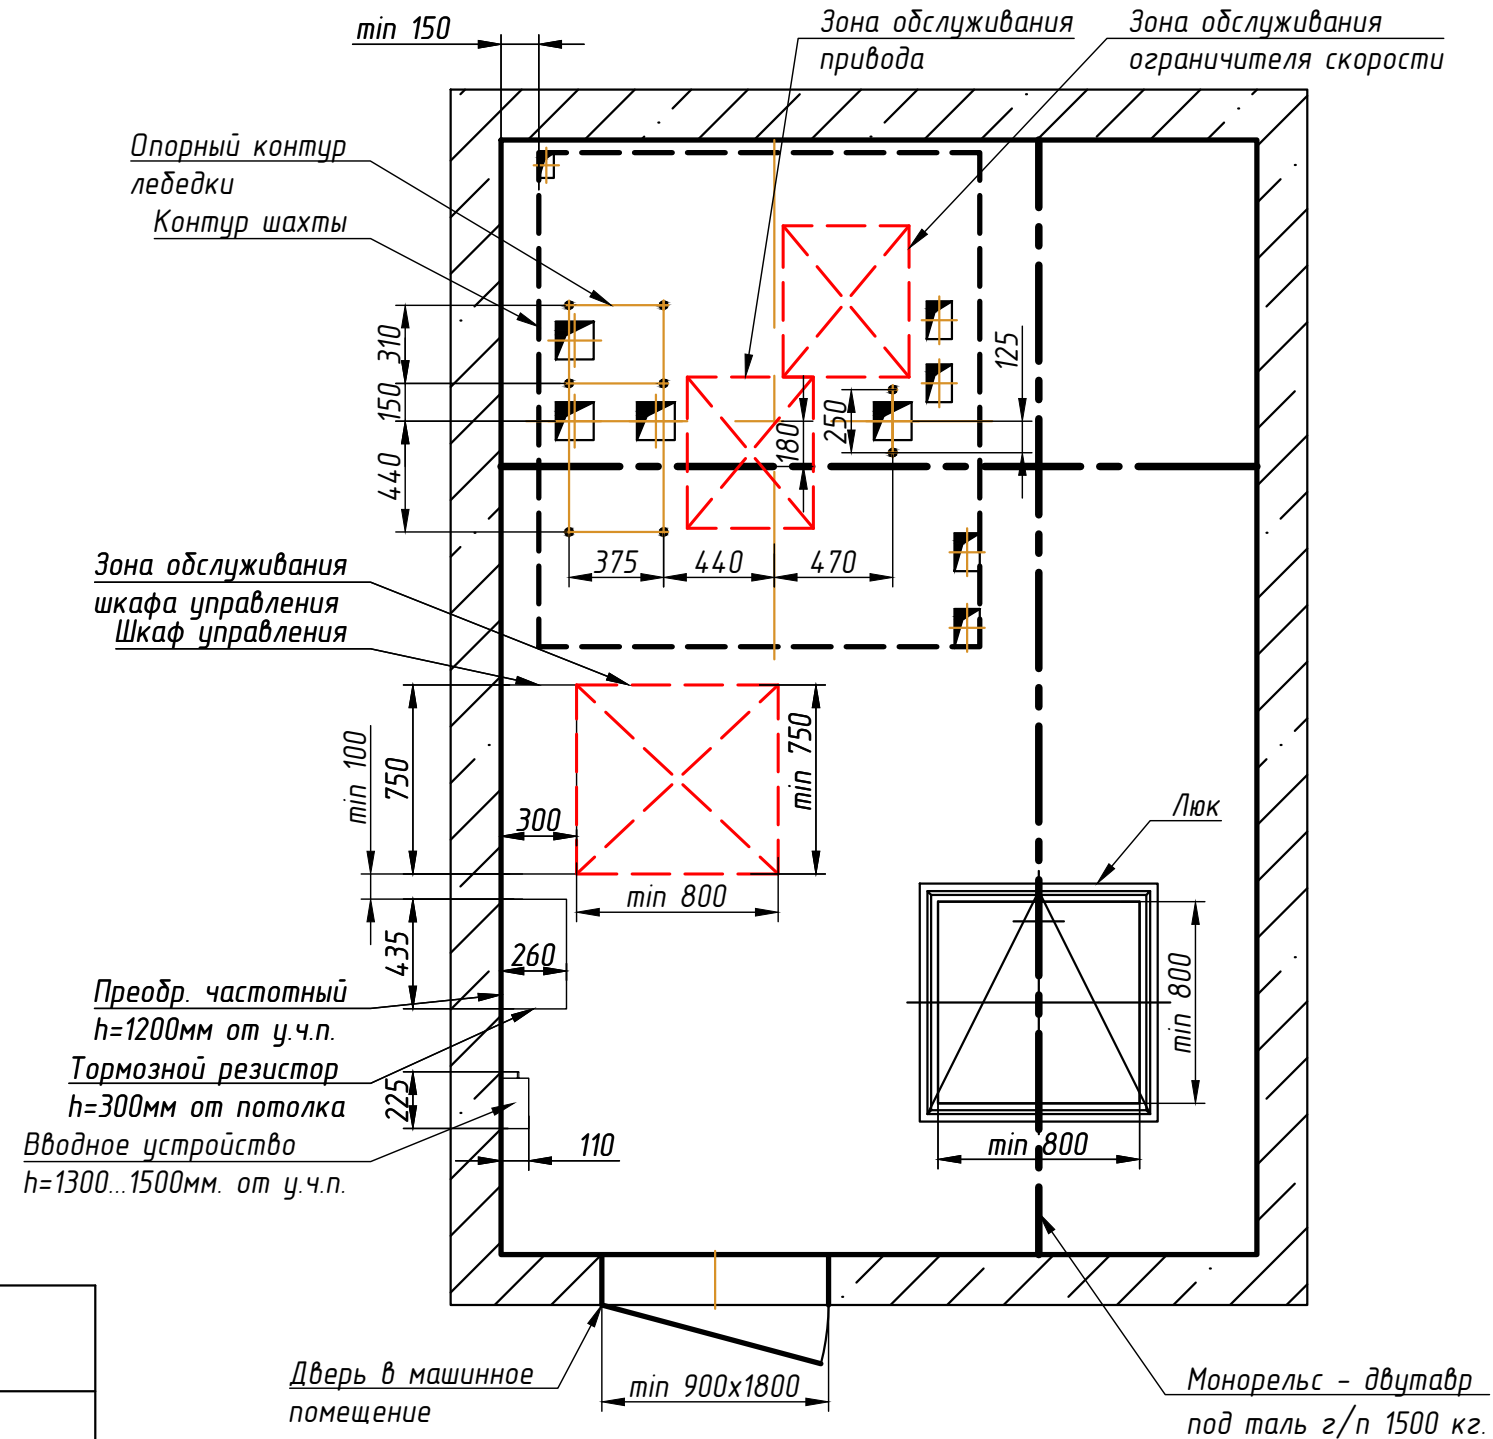 min 150
Зона обслуживания
привода
Зона обслуживания
ограничителя скорости
Опорный контур
лебедки
Контур шахты
310
150
440
125
250
180
375
440
470
Зона обслуживания
шкафа управления
Шкаф управления
min 100
750
300
min 750
min 800
Люк
435
260
min 800
min 800
Преобр. частотный
h=1200мм от у.ч.п.
Тормозной резистор
h=300мм от потолка
225
Вводное устройство
h=1300...1500мм. от у.ч.п.
110
Дверь в машинное
помещение
min 900x1800
Монорельс - двутавр
под таль г/п 1500 кг.